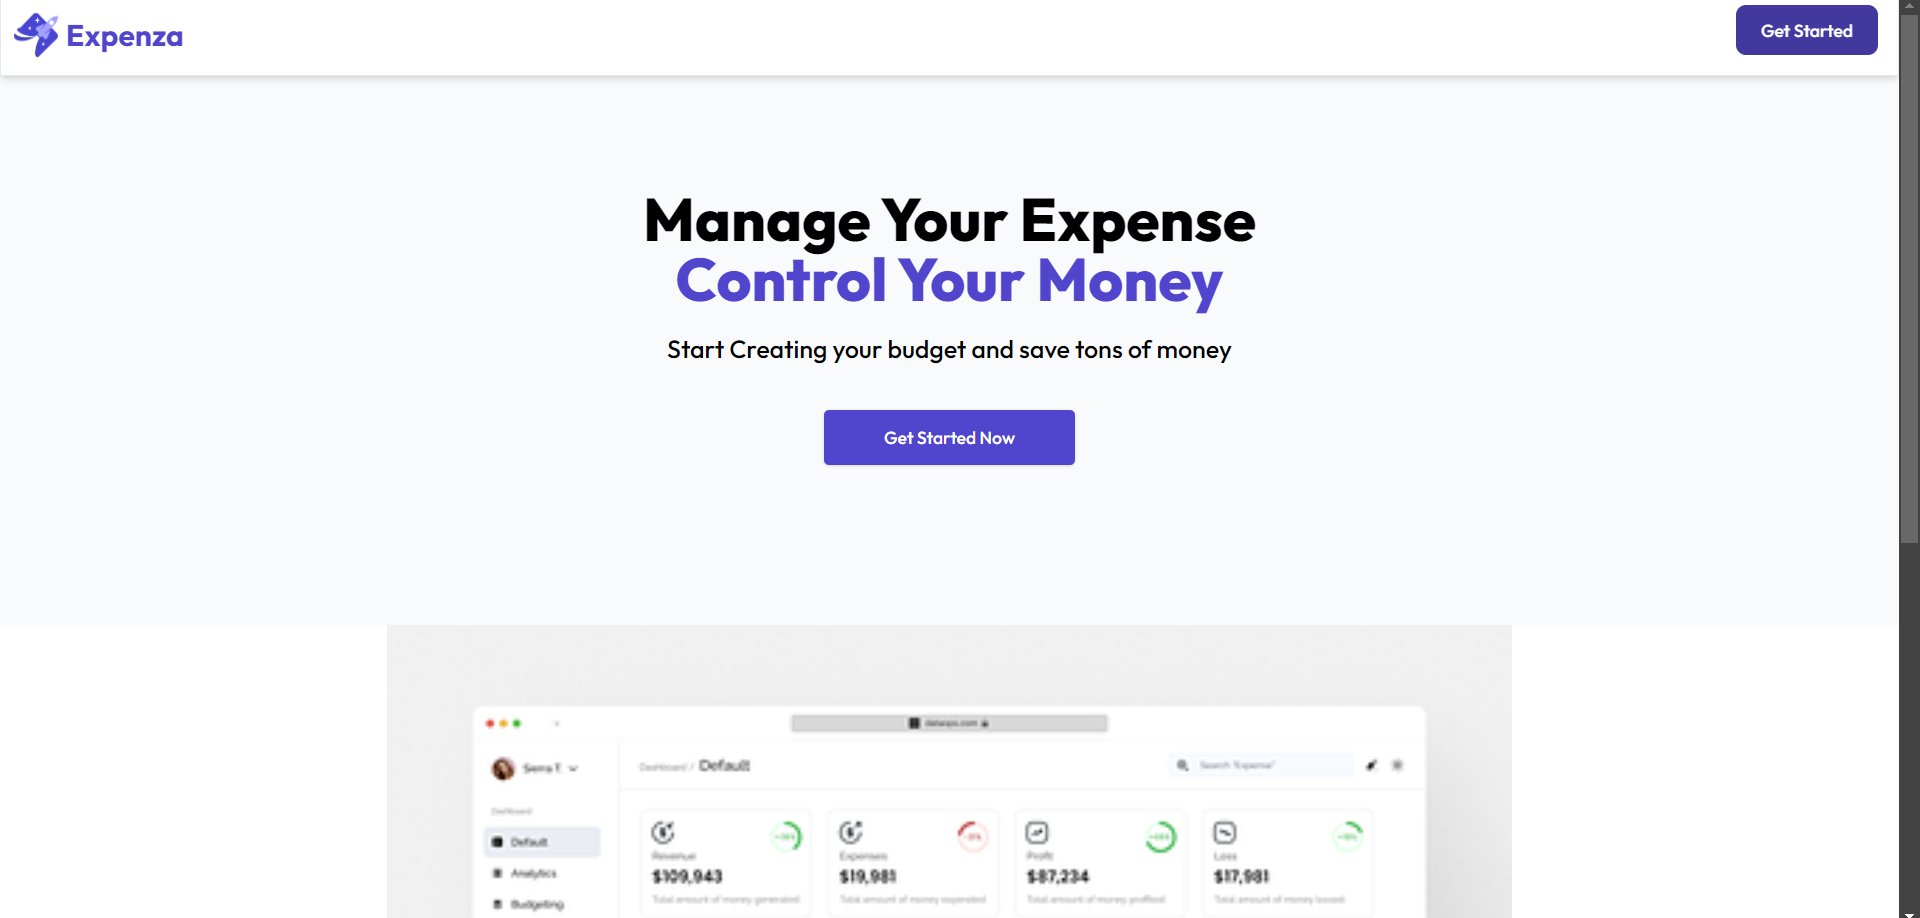 Expenza
Get Started
Manage Your Expense
Control Your Money
Start Creating your budget and save tons of money
Get Started Now
Sierra T.
Dashboard / Default
Search "Expense"
Dashboard
Default
Analytics
Budgeting
Revenue
$109,943
Total amount of money generated
Expenses
$19,981
Total amount of money expended
Profit
$87,234
Total amount of money profited
Loss
$17,981
Total amount of money lossed